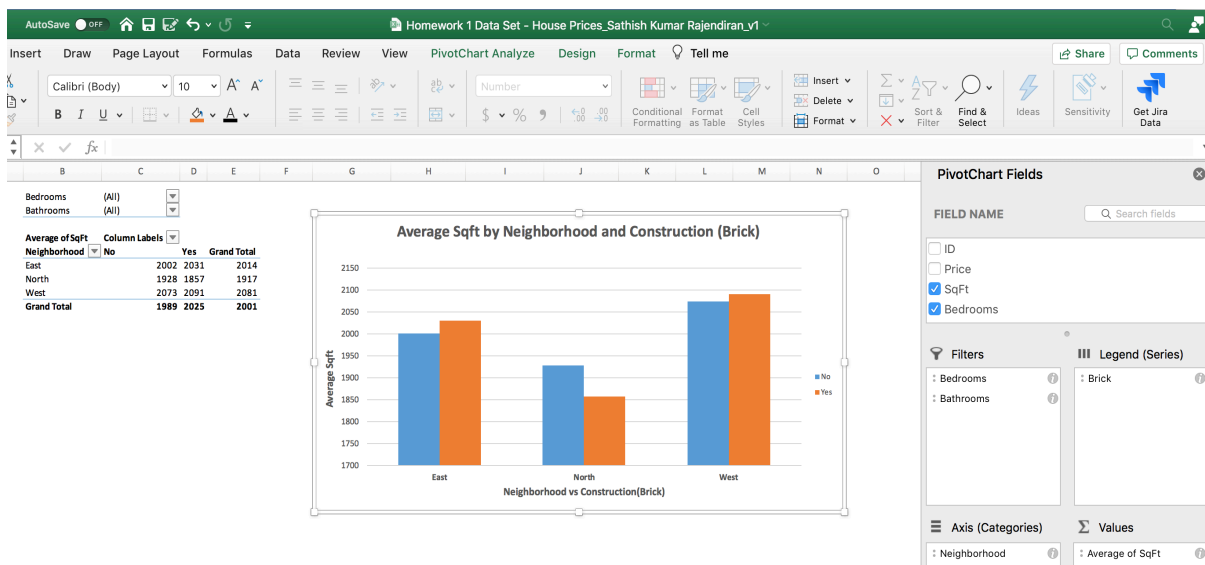 AutoSave OFF Homework 1 Data Set - House Prices_Sathish Kumar Rajendiran_v1
Insert Draw Page Layout Formulas Data Review View PivotChart Analyze Design Format Tell me Share Comments
Calibri (Body) 10 A^ A˅ ab Number Insert
Delete
Format
B I U A $ % Conditional Formatting Format as Table Cell Styles Sort & Filter Find & Select Ideas Sensitivity Get Jira Data
fx
B C D E F G H I J K L M N O
Bedrooms (All)
Bathrooms (All)
Average of SqFt Column Labels
Neighborhood No Yes Grand Total
East 2002 2031 2014
North 1928 1857 1917
West 2073 2091 2081
Grand Total 1989 2025 2001
Average Sqft by Neighborhood and Construction (Brick)
2150
2100
2050
2000
1950
1900
1850
1800
1750
1700
Average Sqft
East North West
Neighborhood vs Construction(Brick)
No
Yes
PivotChart Fields
FIELD NAME Search fields
ID
Price
SqFt
Bedrooms
Filters
Bedrooms
Bathrooms
Legend (Series)
Brick
Axis (Categories)
Neighborhood
Values
Average of SqFt